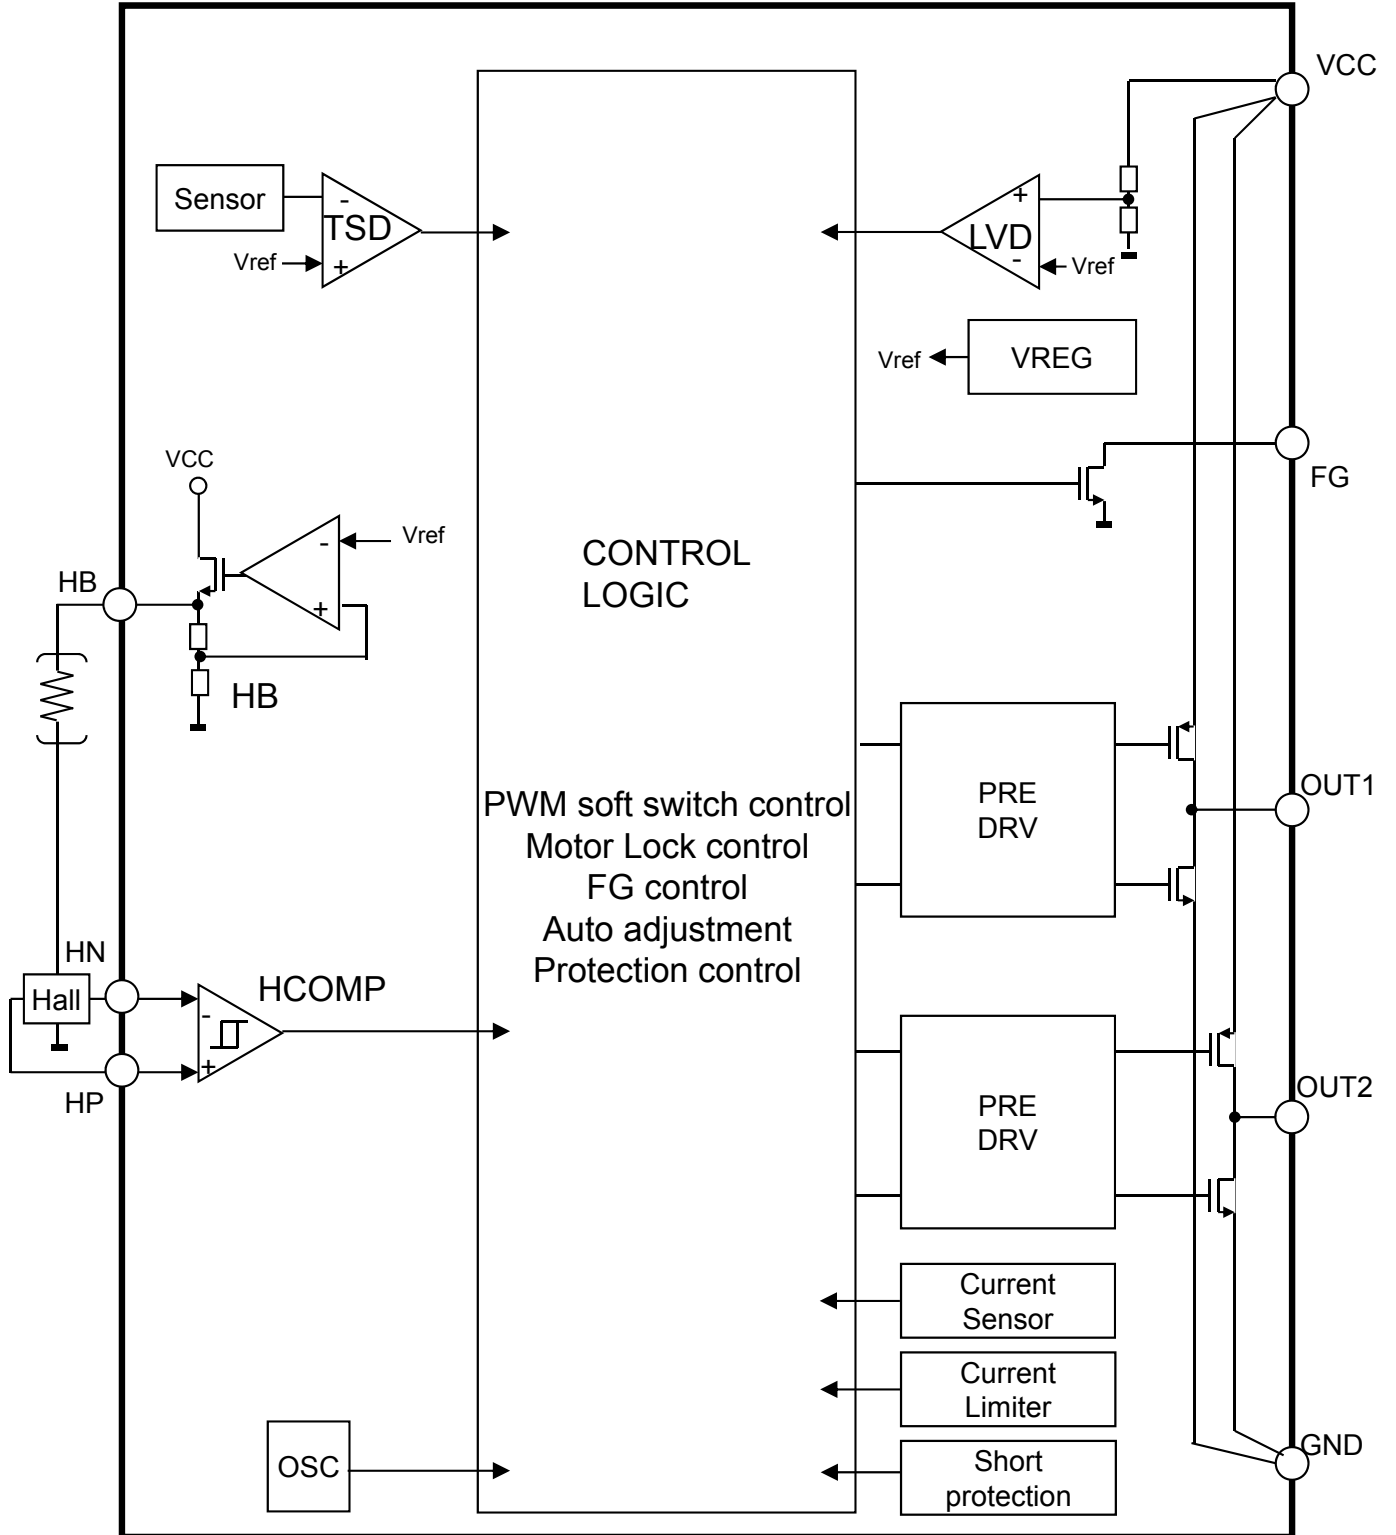 VCC
Sensor
-
TSD
Vref
+
+
LVD
-
Vref
Vref
VREG
FG
VCC
-
Vref
+
HB
HB
CONTROL
LOGIC
PRE
DRV
OUT1
PWM soft switch control
Motor Lock control
FG control
Auto adjustment
Protection control
HN
Hall
HCOMP
-
+
HP
PRE
DRV
OUT2
Current
Sensor
Current
Limiter
OSC
Short
protection
GND